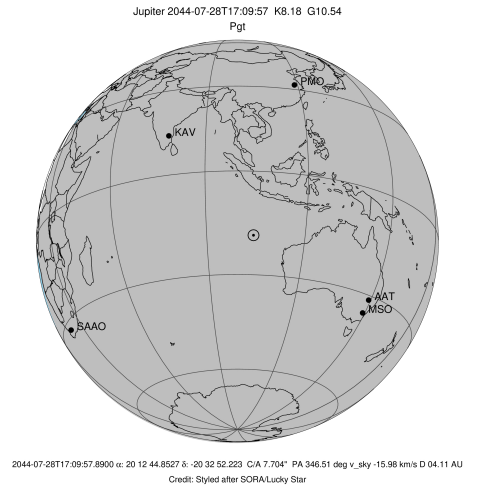 Jupiter 2044-07-28T17:09:57 K8.18 G10.54
Pgt
PMO
KAV
AAT
MSO
SAAO
2044-07-28T17:09:57.8900 α: 20 12 44.8527 δ: -20 32 52.223 C/A 7.704" PA 346.51 deg v_sky -15.98 km/s D 04.11 AU
Credit: Styled after SORA/Lucky Star